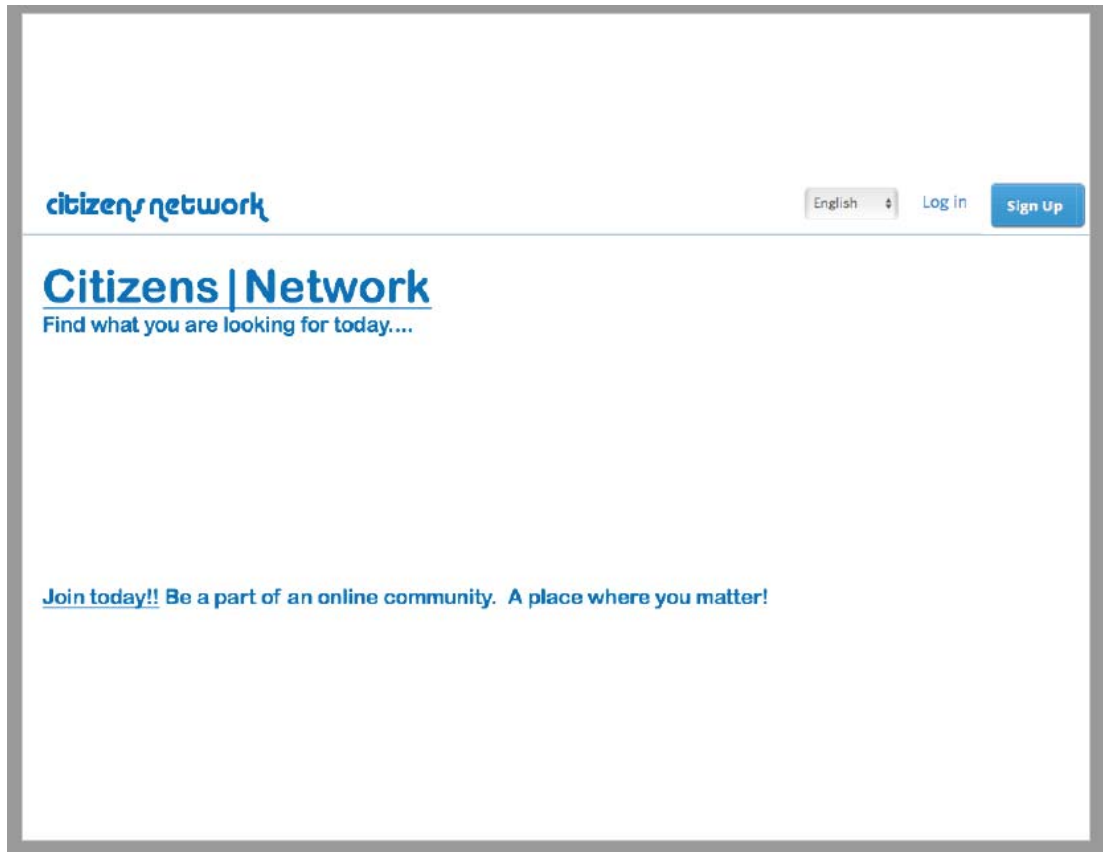 citizens network
English
Log in
Sign Up
Citizens|Network
Find what you are looking for today....
Join today!! Be a part of an online community.  A place where you matter!